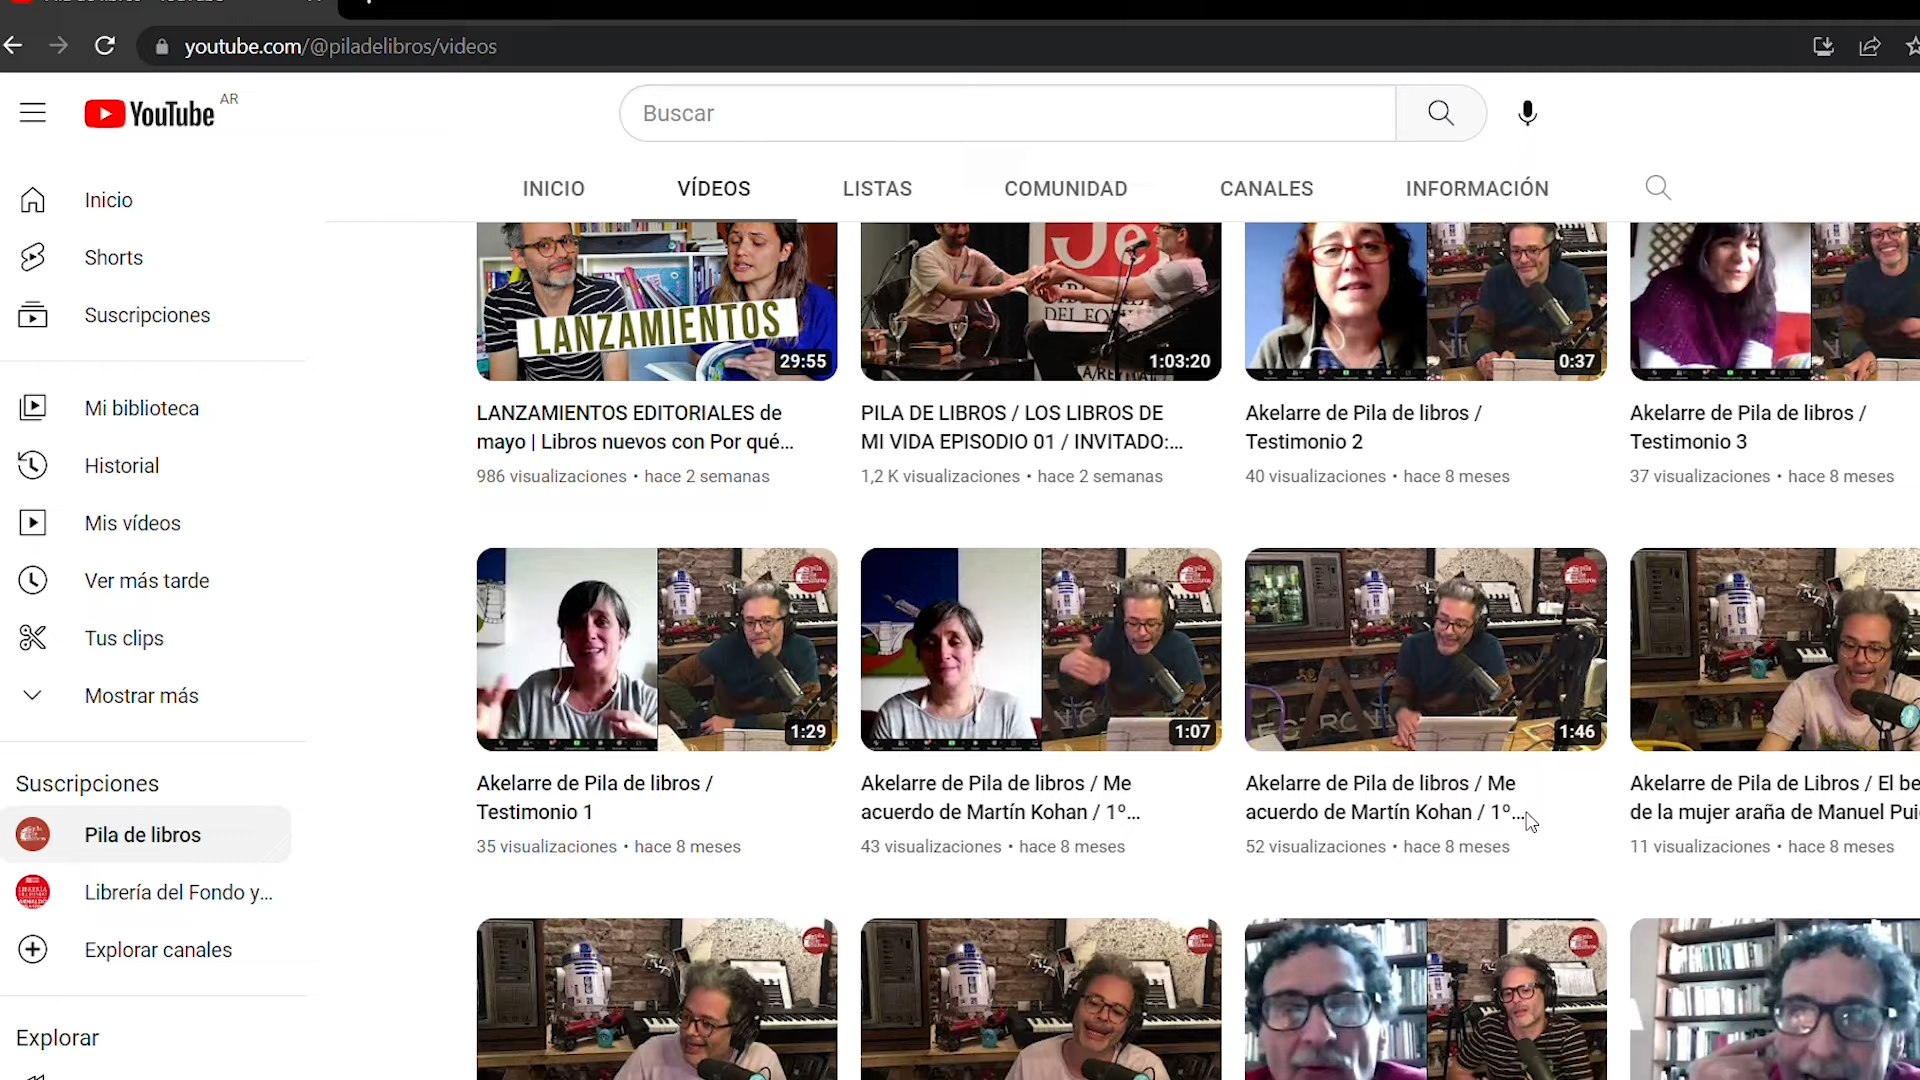 youtube.com/@piladelibros/videos
YouTube AR
Buscar
INICIO
VÍDEOS
LISTAS
COMUNIDAD
CANALES
INFORMACIÓN
Inicio
Shorts
Suscripciones
Mi biblioteca
Historial
Mis vídeos
Ver más tarde
Tus clips
Mostrar más
Suscripciones
Pila de libros
Librería del Fondo y...
Explorar canales
Explorar
LANZAMIENTOS
29:55
LANZAMIENTOS EDITORIALES de
mayo | Libros nuevos con Por qué...
986 visualizaciones • hace 2 semanas
DEL FON
1:03:20
PILA DE LIBROS / LOS LIBROS DE
MI VIDA EPISODIO 01 / INVITADO:...
1,2 K visualizaciones • hace 2 semanas
0:37
Akelarre de Pila de libros /
Testimonio 2
40 visualizaciones • hace 8 meses
Akelarre de Pila de libros /
Testimonio 3
37 visualizaciones • hace 8 meses
1:29
Akelarre de Pila de libros /
Testimonio 1
35 visualizaciones • hace 8 meses
1:07
Akelarre de Pila de libros / Me
acuerdo de Martín Kohan / 1º...
43 visualizaciones • hace 8 meses
1:46
Akelarre de Pila de libros / Me
acuerdo de Martín Kohan / 1º...
52 visualizaciones • hace 8 meses
Akelarre de Pila de Libros / El be
de la mujer araña de Manuel Pui
11 visualizaciones • hace 8 meses